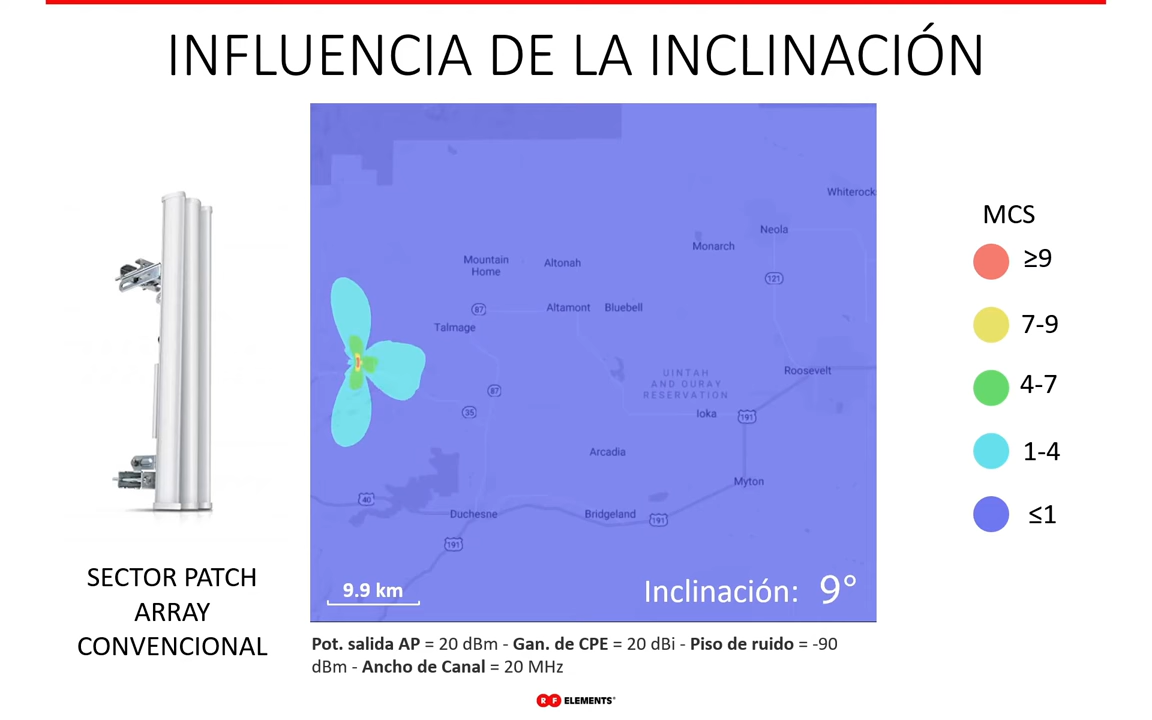 INFLUENCIA DE LA INCLINACIÓN
Whiterock
Neola
Monarch
121
Mountain
Home
Altonah
87
Altamont
Bluebell
Talmage
Roosevelt
UINTAH
AND OURAY
RESERVATION
87
35
Ioka
191
Arcadia
Myton
40
Duchesne
Bridgeland
191
191
9.9 km
Inclinación: 9°
MCS
≥9
7-9
4-7
1-4
≤1
SECTOR PATCH
ARRAY
CONVENCIONAL
Pot. salida AP = 20 dBm - Gan. de CPE = 20 dBi - Piso de ruido = -90
dBm - Ancho de Canal = 20 MHz
RF ELEMENTS®